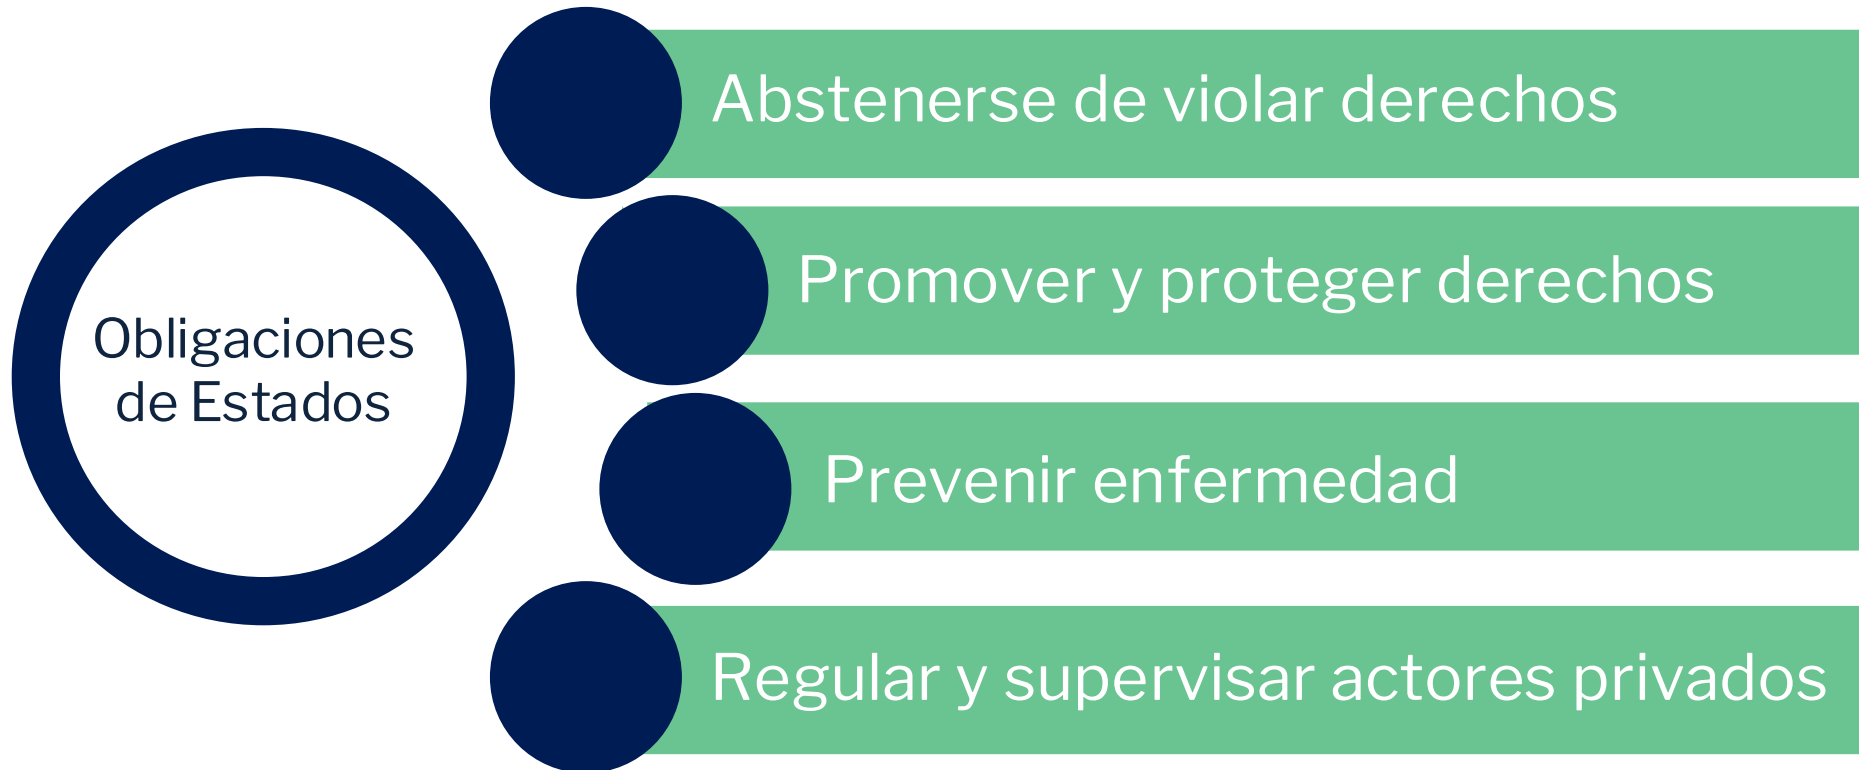 Obligaciones
de Estados
Abstenerse de violar derechos
Promover y proteger derechos
Prevenir enfermedad
Regular y supervisar actores privados